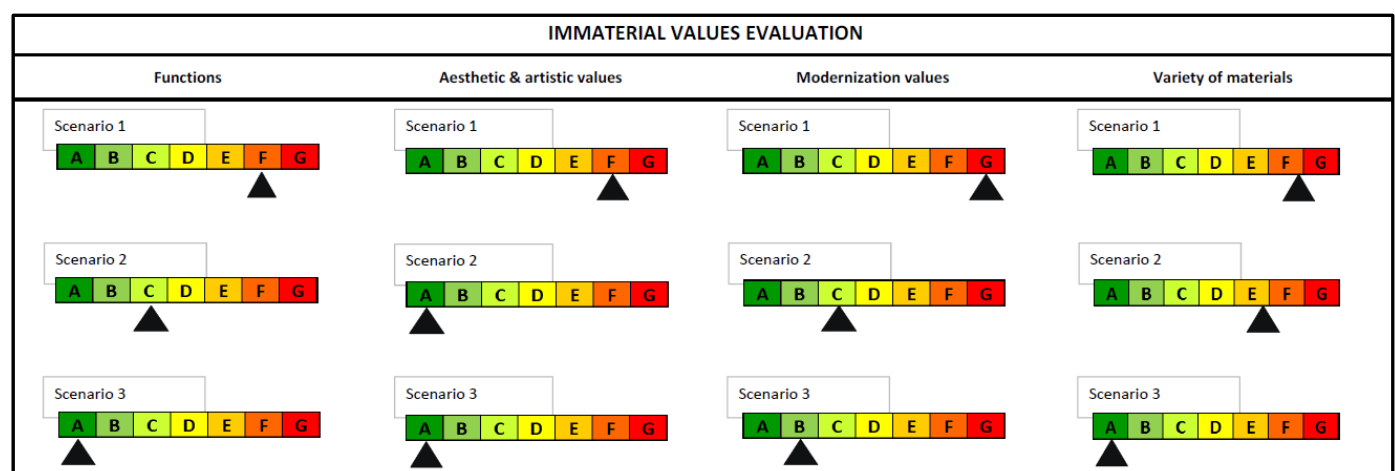 IMMATERIAL VALUES EVALUATION
Functions Aesthetic & artistic values Modernization values Variety of materials
Scenario 1 Scenario 1 Scenario 1 Scenario 1
A B C D E F G A B C D E F G A B C D E F G A B C D E F G
Scenario 2 Scenario 2 Scenario 2 Scenario 2
A B C D E F G A B C D E F G A B C D E F G A B C D E F G
Scenario 3 Scenario 3 Scenario 3 Scenario 3
A B C D E F G A B C D E F G A B C D E F G A B C D E F G